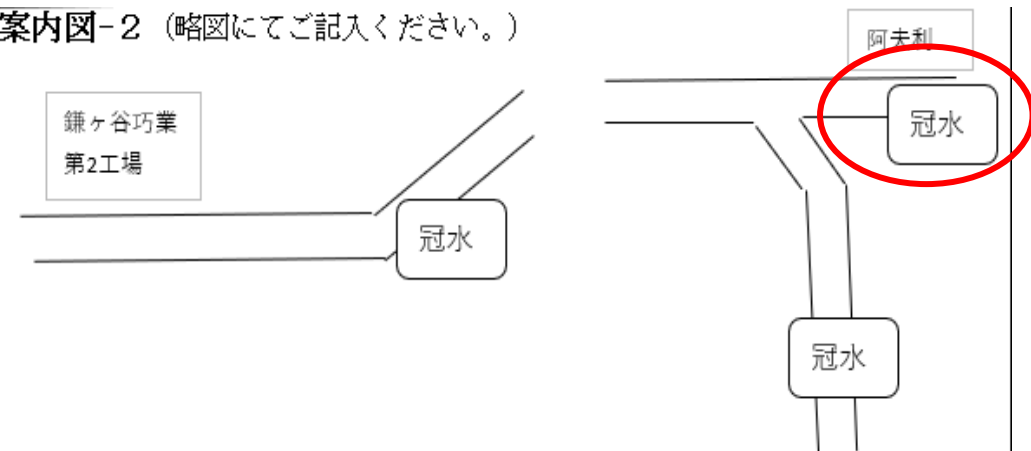 案内図-2（略図にてご記入ください。）
鎌ヶ谷巧業
第2工場
冠水
阿夫利
冠水
冠水